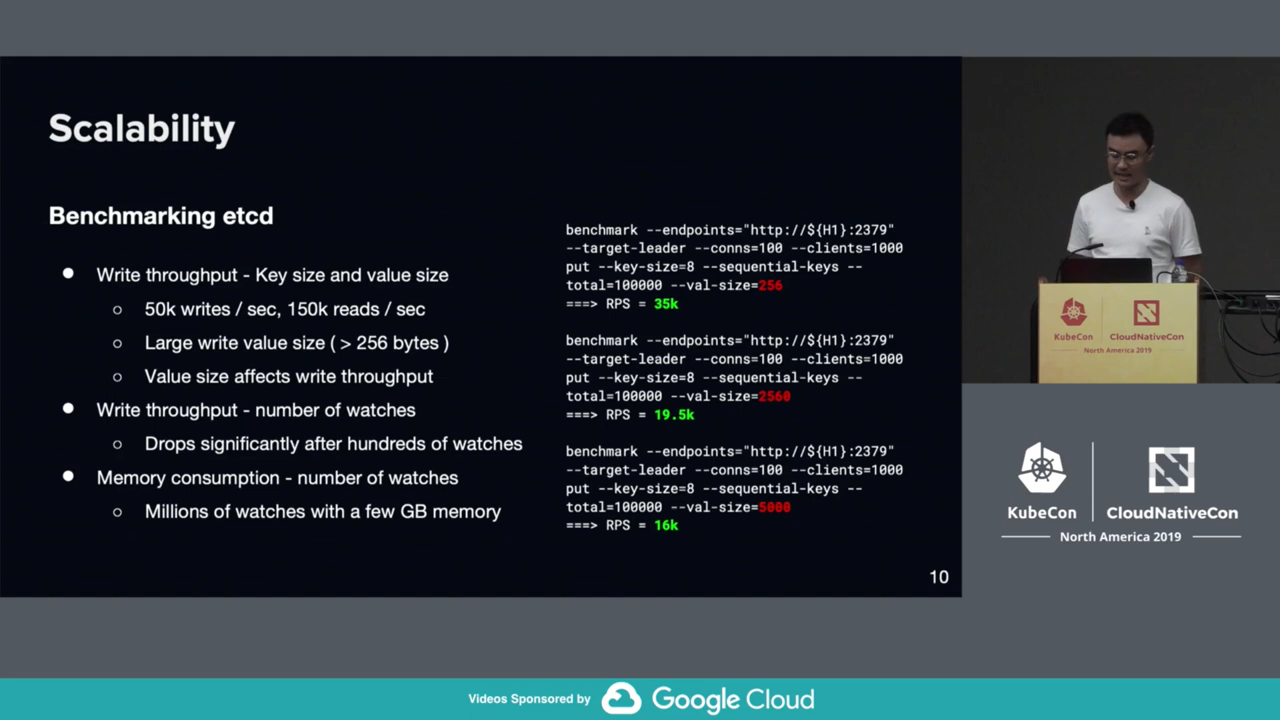 Scalability
Benchmarking etcd
● Write throughput - Key size and value size
○ 50k writes / sec, 150k reads / sec
○ Large write value size ( > 256 bytes )
○ Value size affects write throughput
● Write throughput - number of watches
○ Drops significantly after hundreds of watches
● Memory consumption - number of watches
○ Millions of watches with a few GB memory
benchmark --endpoints="http://${H1}:2379"
--target-leader --conns=100 --clients=1000
put --key-size=8 --sequential-keys --
total=100000 --val-size=256
===> RPS = 35k
benchmark --endpoints="http://${H1}:2379"
--target-leader --conns=100 --clients=1000
put --key-size=8 --sequential-keys --
total=100000 --val-size=2560
===> RPS = 19.5k
benchmark --endpoints="http://${H1}:2379"
--target-leader --conns=100 --clients=1000
put --key-size=8 --sequential-keys --
total=100000 --val-size=5000
===> RPS = 16k
10
KubeCon CloudNativeCon
North America 2019
KubeCon CloudNativeCon
North America 2019
Videos Sponsored by Google Cloud